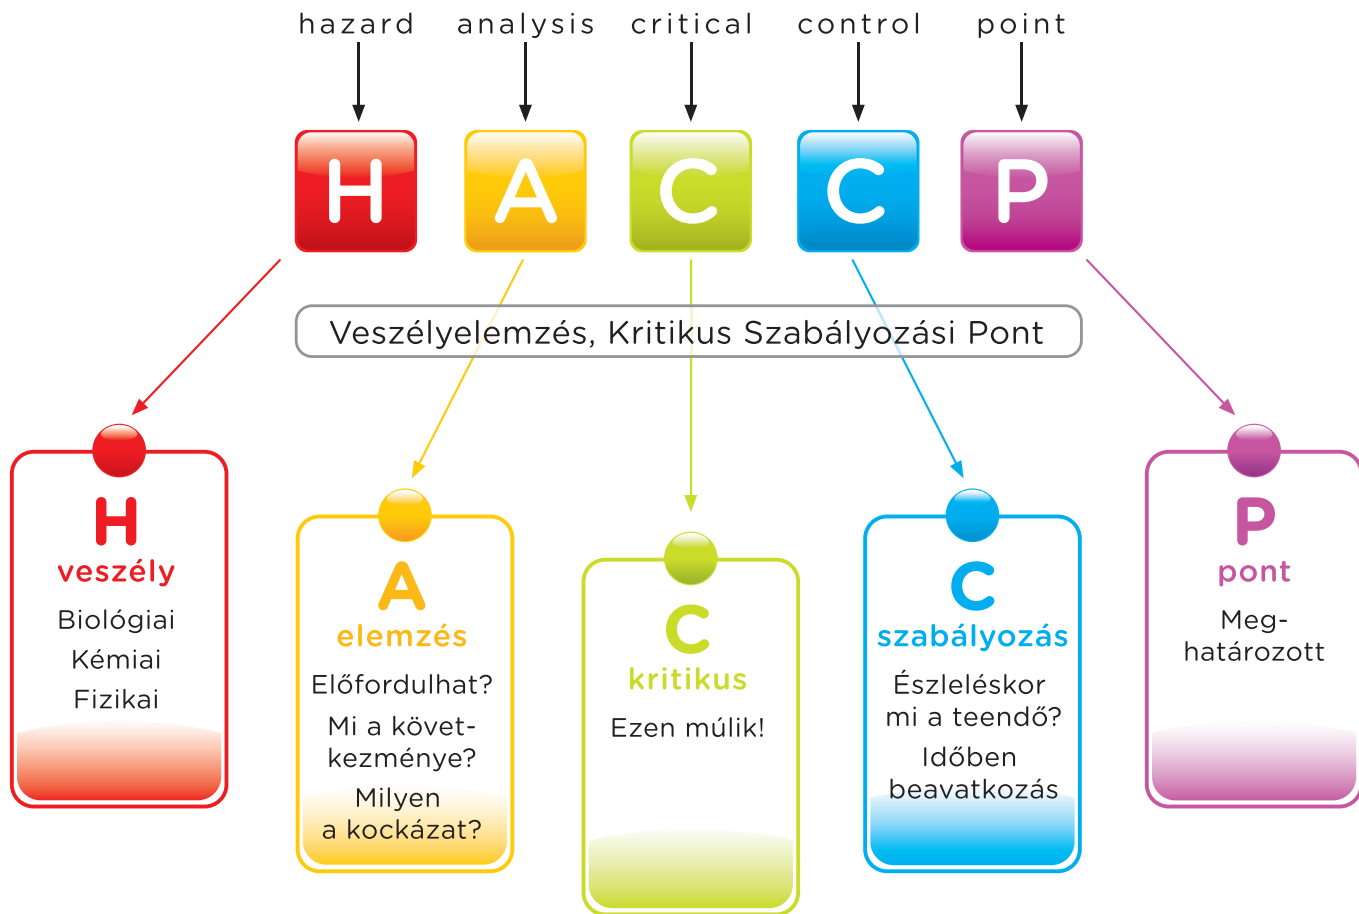 hazard analysis critical control point
H A C C P
Veszélyelemzés, Kritikus Szabályozási Pont
H
veszély
Biológiai
Kémiai
Fizikai
A
elemzés
Előfordulhat?
Mi a követ-
kezménye?
Milyen
a kockázat?
C
kritikus
Ezen múlik!
C
szabályozás
Észleléskor
mi a teendő?
Időben
beavatkozás
P
pont
Meg-
határozott